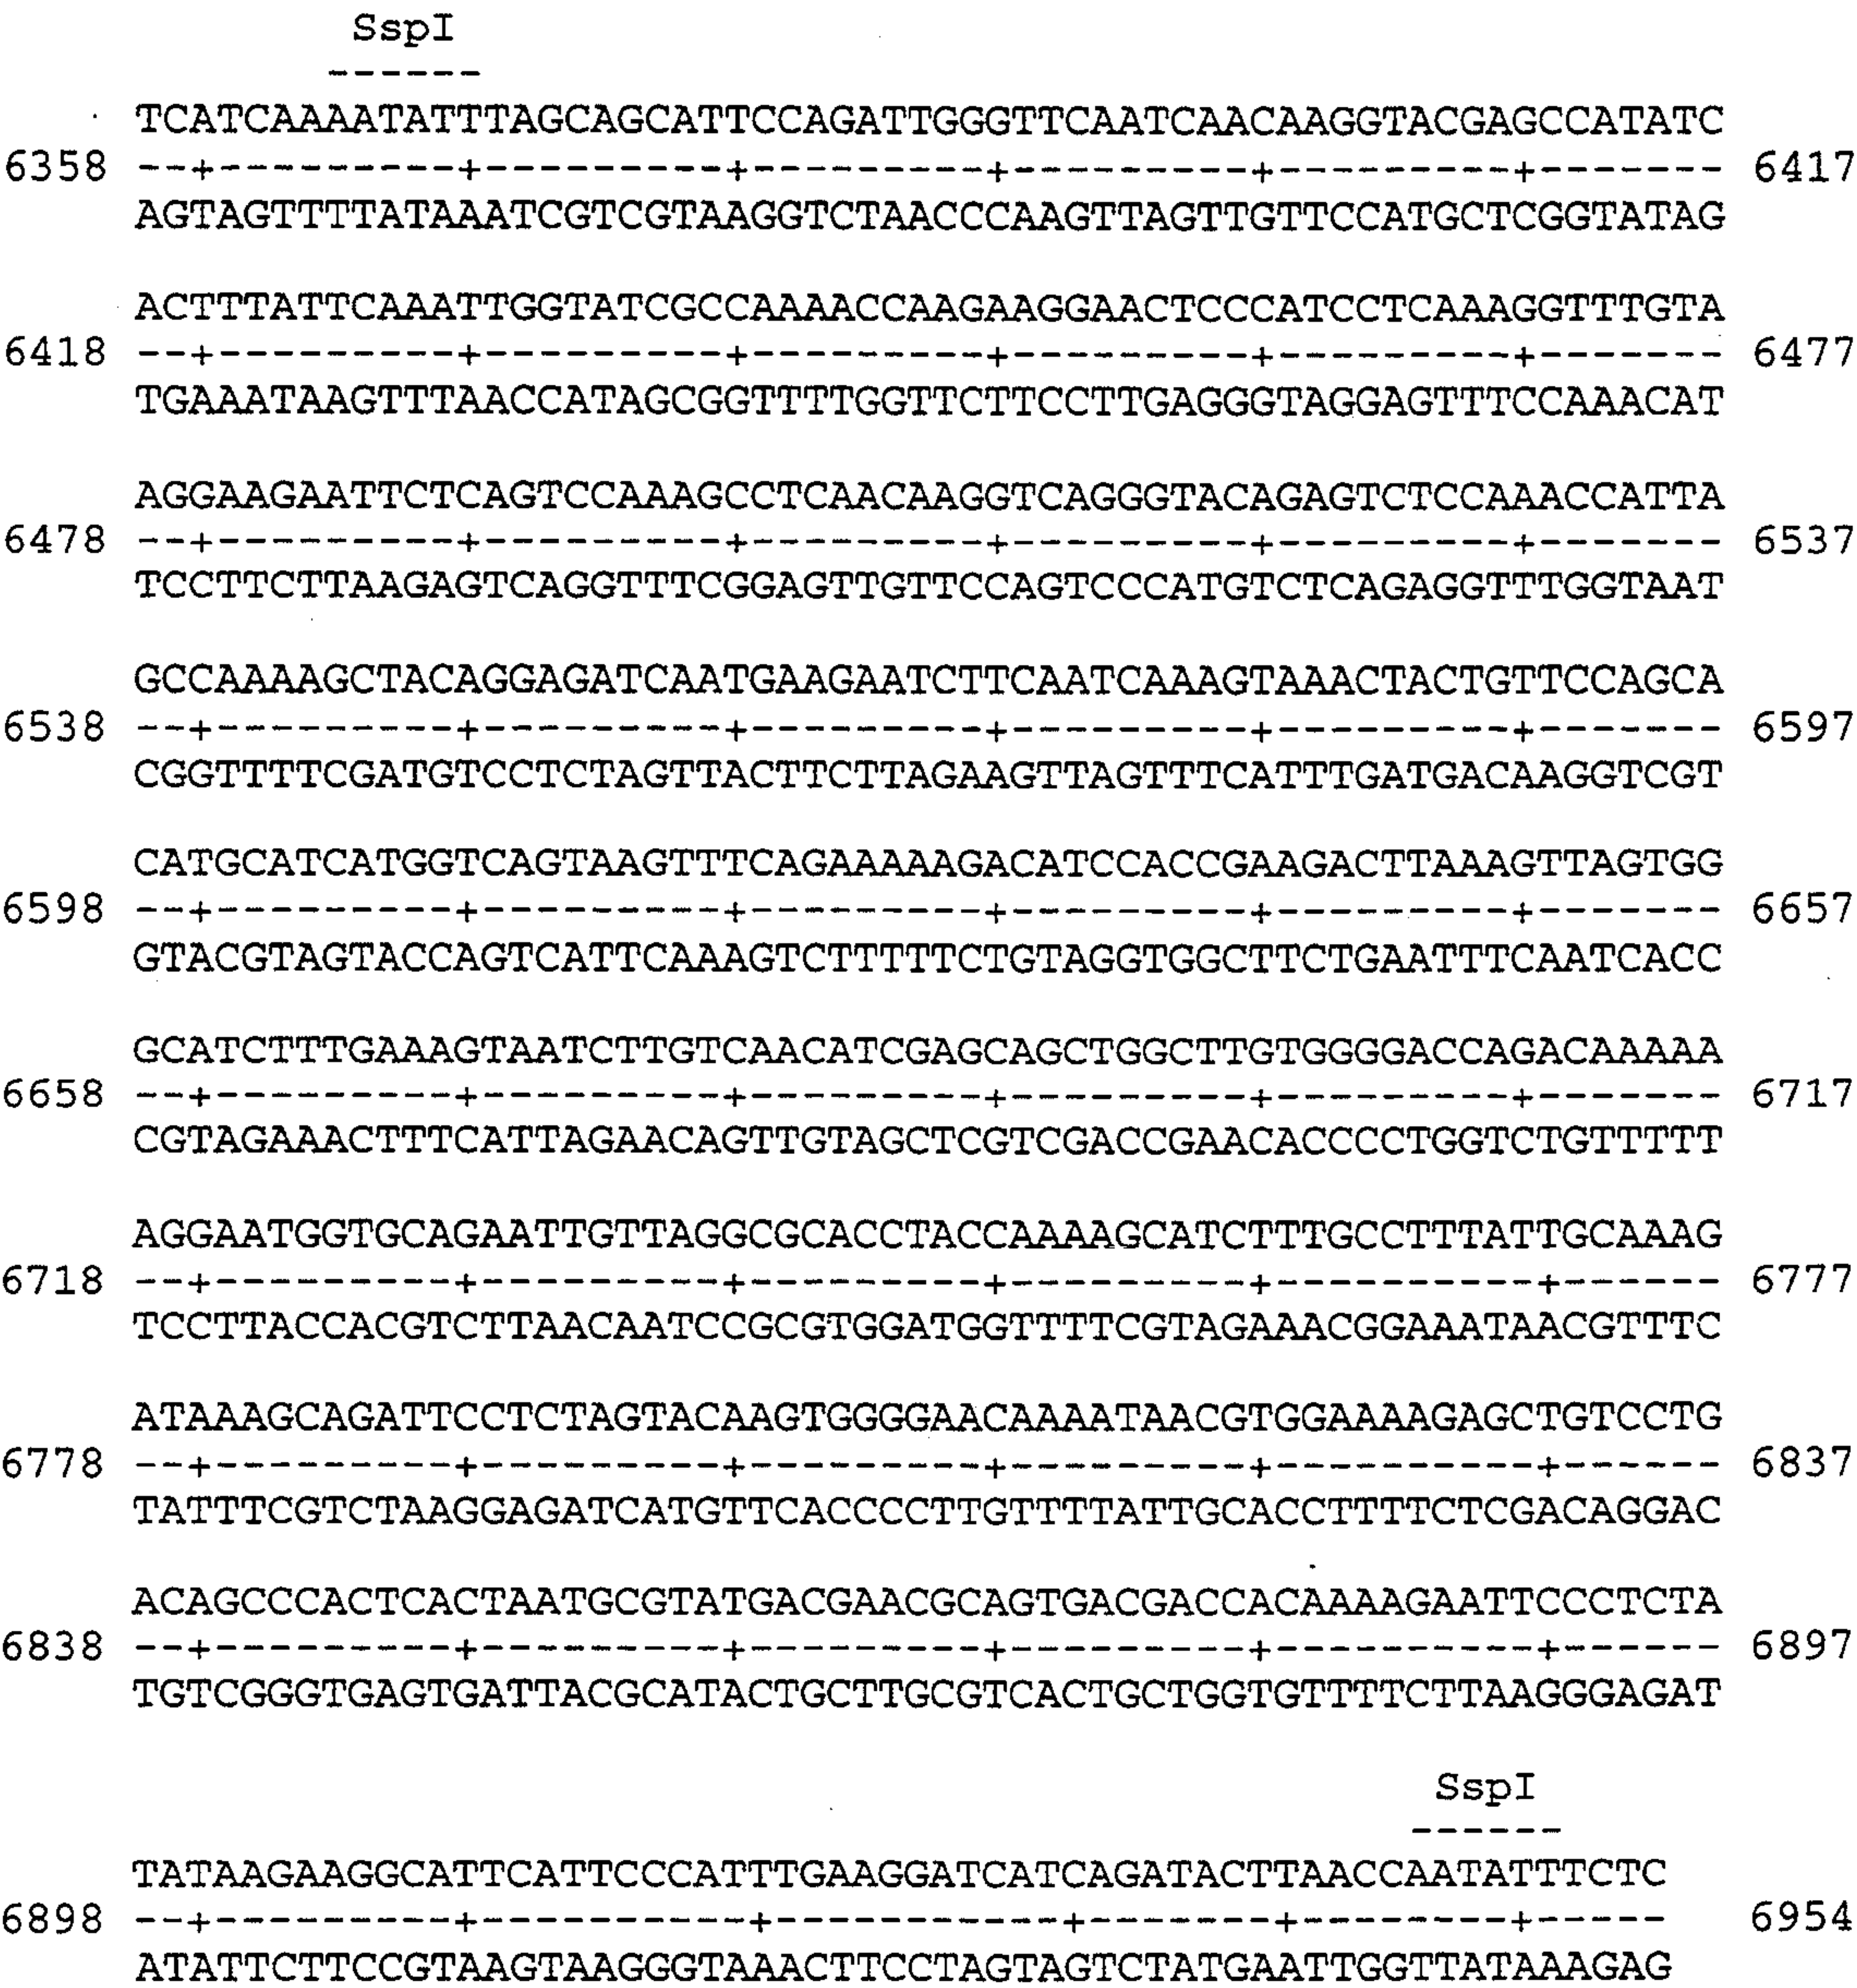 SspI
------
TCATCAAAATATTTAGCAGCATTCCAGATTGGGTTCAATCAACAAGGTACGAGCCATATC
6358 --+---------+---------+---------+---------+---------+------- 6417
AGTAGTTTTATAAATCGTCGTAAGGTCTAACCCAAGTTAGTTGTTCCATGCTCGGTATAG
ACTTTATTCAAATTGGTATCGCCAAAACCAAGAAGGAACTCCCATCCTCAAAGGTTTGTA
6418 --+---------+---------+---------+---------+---------+------- 6477
TGAAATAAGTTTAACCATAGCGGTTTTGGTTCTTCCTTGAGGGTAGGAGTTTCCAAACAT
AGGAAGAATTCTCAGTCCAAAGCCTCAACAAGGTCAGGGTACAGAGTCTCCAAACCATTA
6478 --+---------+---------+---------+---------+---------+------- 6537
TCCTTCTTAAGAGTCAGGTTTCGGAGTTGTTCCAGTCCCATGTCTCAGAGGTTTGGTAAT
GCCAAAAGCTACAGGAGATCAATGAAGAATCTTCAATCAAAGTAAACTACTGTTCCAGCA
6538 --+---------+---------+---------+---------+---------+------- 6597
CGGTTTTCGATGTCCTCTAGTTACTTCTTAGAAGTTAGTTTCATTTGATGACAAGGTCGT
CATGCATCATGGTCAGTAAGTTTCAGAAAAAGACATCCACCGAAGACTTAAAGTTAGTGG
6598 --+---------+---------+---------+---------+---------+------- 6657
GTACGTAGTACCAGTCATTCAAAGTCTTTTTCTGTAGGTGGCTTCTGAATTTCAATCACC
GCATCTTTGAAAGTAATCTTGTCAACATCGAGCAGCTGGCTTGTGGGGACCAGACAAAAA
6658 --+---------+---------+---------+---------+---------+------- 6717
CGTAGAAACTTTCATTAGAACAGTTGTAGCTCGTCGACCGAACACCCCTGGTCTGTTTTT
AGGAATGGTGCAGAATTGTTAGGCGCACCTACCAAAAGCATCTTTGCCTTTATTGCAAAG
6718 --+---------+---------+---------+---------+----------+------ 6777
TCCTTACCACGTCTTAACAATCCGCGTGGATGGTTTTCGTAGAAACGGAAATAACGTTTC
ATAAAGCAGATTCCTCTAGTACAAGTGGGGAACAAAATAACGTGGAAAAGAGCTGTCCTG
6778 --+---------+---------+---------+---------+----------+------ 6837
TATTTCGTCTAAGGAGATCATGTTCACCCCTTGTTTTATTGCACCTTTTCTCGACAGGAC
ACAGCCCACTCACTAATGCGTATGACGAACGCAGTGACGACCACAAAAGAATTCCCTCTA
6838 --+---------+---------+---------+---------+----------+------ 6897
TGTCGGGTGAGTGATTACGCATACTGCTTGCGTCACTGCTGGTGTTTTCTTAAGGGAGAT
SspI
------
TATAAGAAGGCATTCATTCCCATTTGAAGGATCATCAGATACTTAACCAATATTTCTC
6898 --+---------+----------+-----------+-------+--------+----- 6954
ATATTCTTCCGTAAGTAAGGGTAAACTTCCTAGTAGTCTATGAATTGGTTATAAAGAG